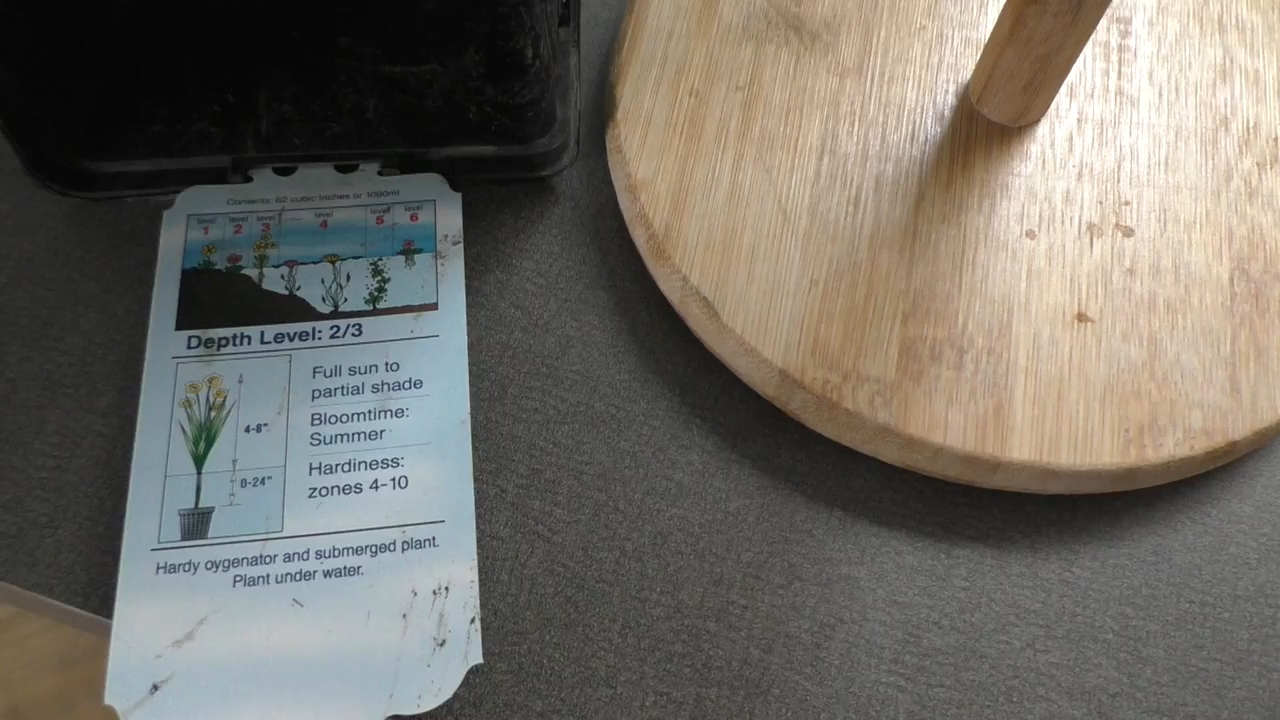 Contents: 62 cubic inches or 1000ml
level level level level level level
1 2 3 4 5 6
Depth Level: 2/3
Full sun to
partial shade
Bloomtime:
Summer
Hardiness:
zones 4-10
4-8"
0-24"
Hardy oygenator and submerged plant.
Plant under water.